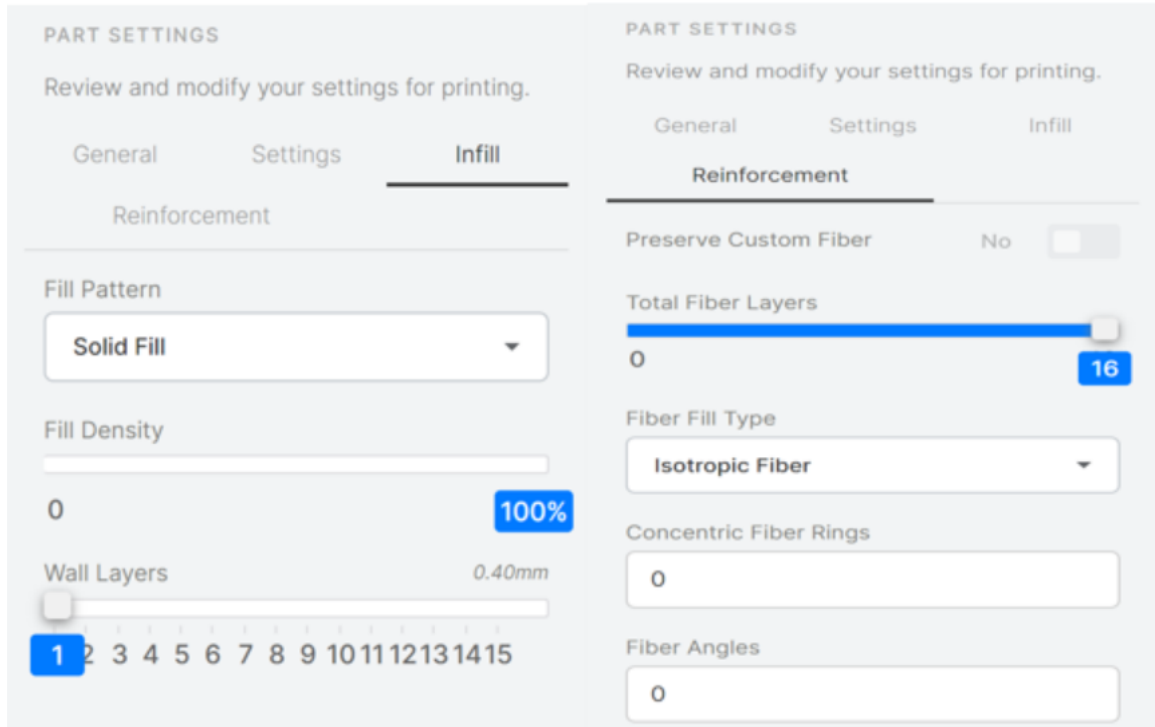 PART SETTINGS
Review and modify your settings for printing.
General Settings Infill
Reinforcement
Fill Pattern
Solid Fill
Fill Density
0 100%
Wall Layers 0.40mm
1 2 3 4 5 6 7 8 9 10 11 12 13 14 15
PART SETTINGS
Review and modify your settings for printing.
General Settings Infill
Reinforcement
Preserve Custom Fiber No
Total Fiber Layers
0 16
Fiber Fill Type
Isotropic Fiber
Concentric Fiber Rings
0
Fiber Angles
0